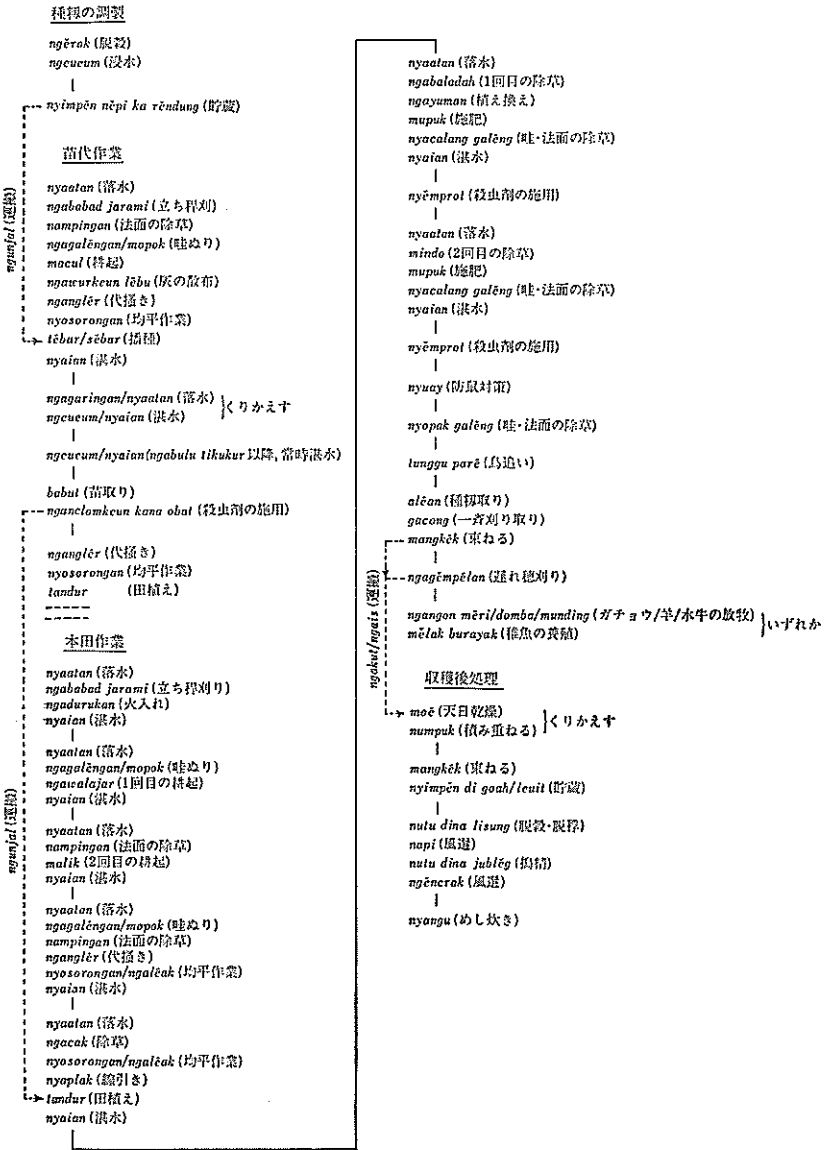 種籾の調製
ngĕrok (脱穀)
ngcucum (浸水)
nyimpĕn nĕpi ka rĕndung (貯蔵)
ngunjal (運搬)
苗代作業
nyaatan (落水)
ngababad jarami (立ち稈刈)
nampingan (法面の除草)
ngagalĕngan/mopok (畦ぬり)
macul (耕起)
ngawurkeun lĕbu (灰の散布)
nganglĕr (代掻き)
nyosorongan (均平作業)
tĕbar/sĕbar (播種)
nyaian (湛水)
ngagaringan/nyaatan (落水)
ngcueum/nyaian (湛水)
}くりかえす
ngcucum/nyaian(ngabulu tikukur 以降, 常時湛水)
babut (苗取り)
nganclomkeun kana obat (殺虫剤の施用)
nganglĕr (代掻き)
nyosorongan (均平作業)
tandur (田植え)
本田作業
nyaatan (落水)
ngababad jarami (立ち稈刈り)
ngadurukan (火入れ)
nyaian (湛水)
nyaatan (落水)
ngagalĕngan/mopok (畦ぬり)
ngawalajar (1回目の耕起)
nyaian (湛水)
ngunjal (運搬)
nyaatan (落水)
nampingan (法面の除草)
malik (2回目の耕起)
nyaian (湛水)
nyaatan (落水)
ngagalĕngan/mopok (畦ぬり)
nampingan (法面の除草)
nganglĕr (代掻き)
nyosorongan/ngalĕak (均平作業)
nyaian (湛水)
nyaatan (落水)
ngacak (除草)
nyosorongan/ngalĕak (均平作業)
nyaplak (線引き)
tandur (田植え)
nyaian (湛水)
nyaatan (落水)
ngabaladah (1回目の除草)
ngayuman (植え換え)
mupuk (施肥)
nyacalang galĕng (畦・法面の除草)
nyaian (湛水)
nyĕmprot (殺虫剤の施用)
nyaatan (落水)
mindo (2回目の除草)
mupuk (施肥)
nyacalang galĕng (畦・法面の除草)
nyaian (湛水)
nyĕmprot (殺虫剤の施用)
nyuay (防鼠対策)
nyopak galĕng (畦・法面の除草)
tunggu parĕ (鳥追い)
alĕan (種籾取り)
gacong (一斉刈り取り)
mangkĕk (束ねる)
ngagĕmpĕlan (遅れ穂刈り)
ngakut/ngais (運搬)
ngangon mĕri/domba/munding (ガチョウ/羊/水牛の放牧)
mĕlak burayak (稚魚の養殖)
}いずれか
収穫後処理
moĕ (天日乾燥)
numpuk (積み重ねる)
}くりかえす
mangkĕk (束ねる)
nyimpĕn di goah/leuit (貯蔵)
nutu dina lisung (脱穀・脱稃)
napi (風選)
nutu dina jublĕg (搗精)
ngĕncrak (風選)
nyangu (めし炊き)